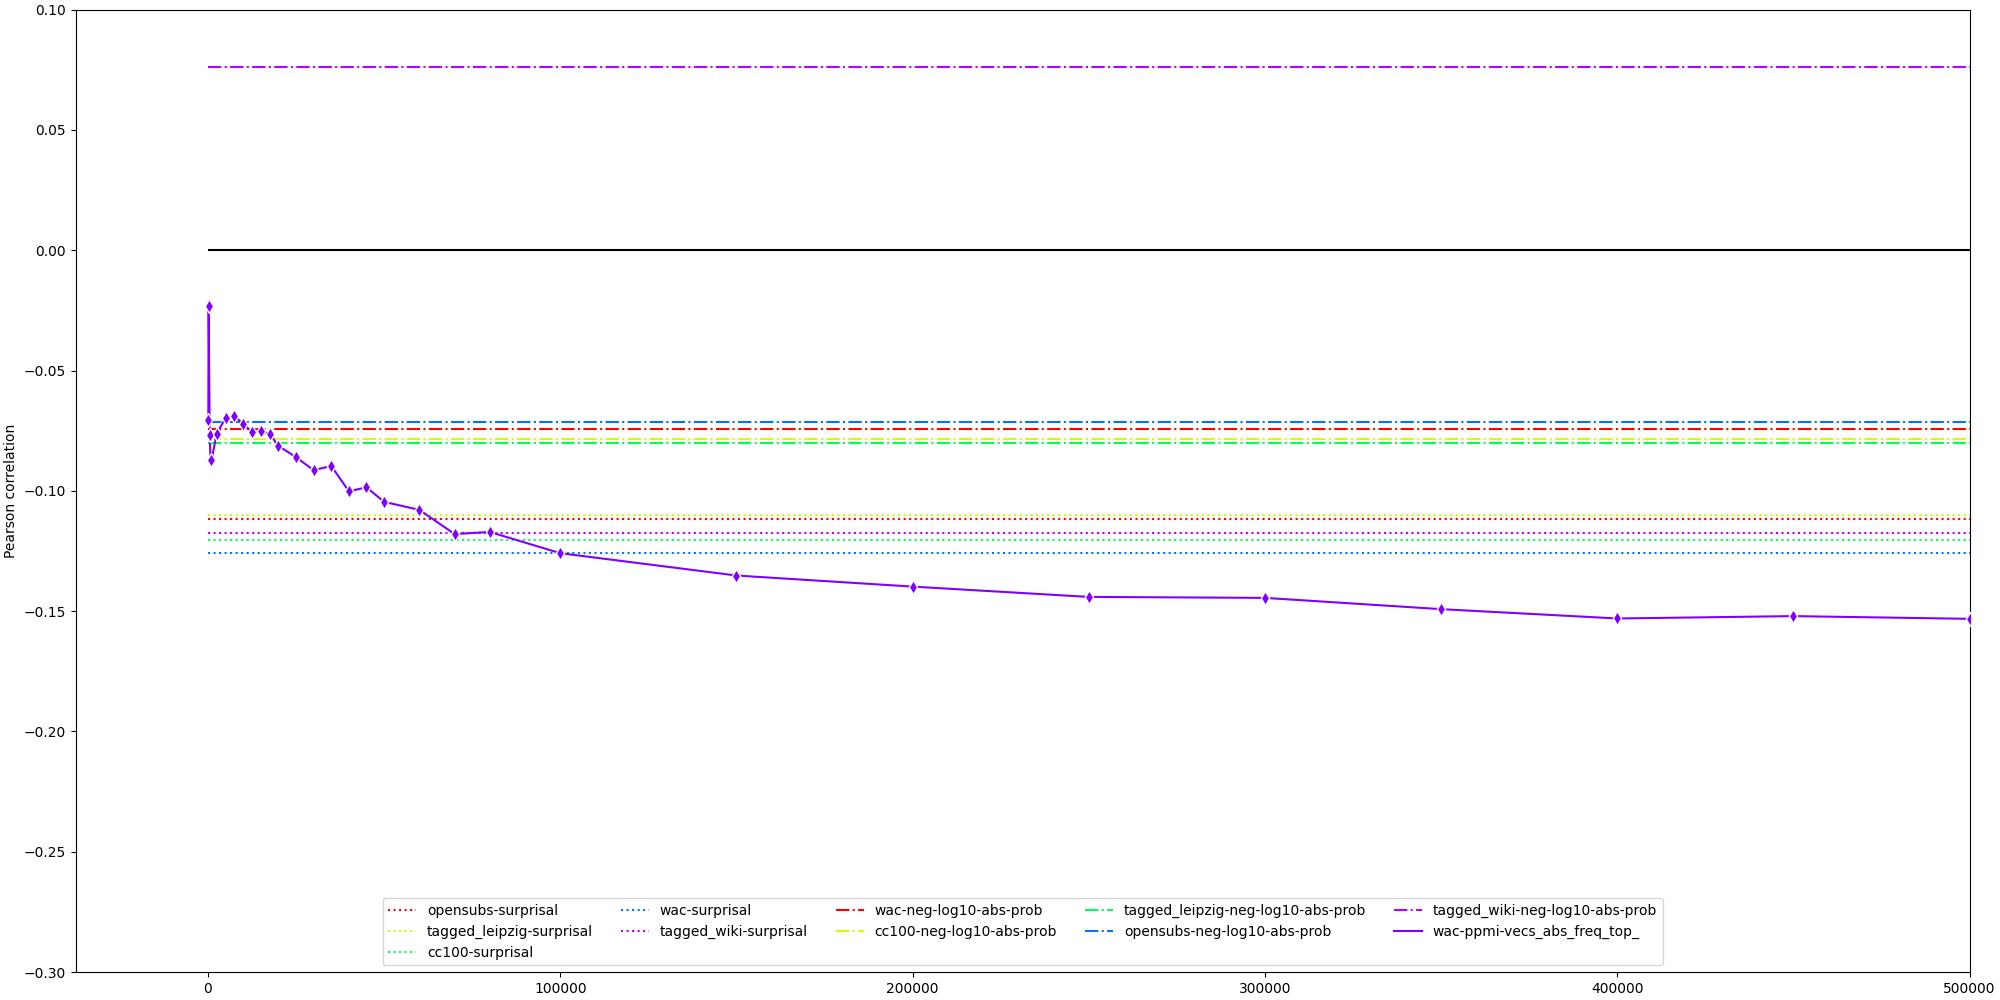 0.10
0.05
0.00
−0.05
−0.10
−0.15
−0.20
−0.25
−0.30
Pearson correlation
opensubs-surprisal
tagged_leipzig-surprisal
cc100-surprisal
wac-surprisal
tagged_wiki-surprisal
wac-neg-log10-abs-prob
cc100-neg-log10-abs-prob
tagged_leipzig-neg-log10-abs-prob
opensubs-neg-log10-abs-prob
tagged_wiki-neg-log10-abs-prob
wac-ppmi-vecs_abs_freq_top_
0 100000 200000 300000 400000 500000